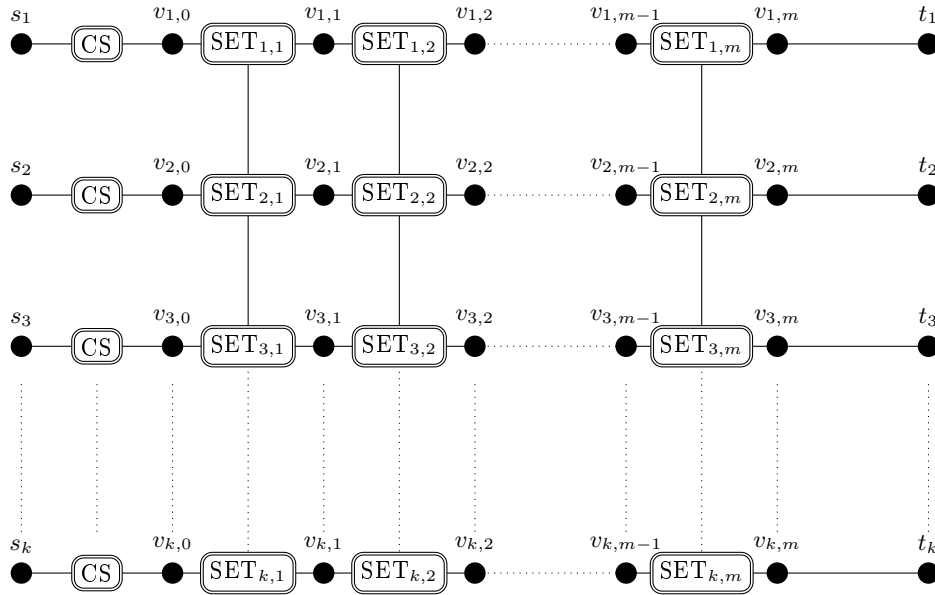 s₁ v₁,₀ v₁,₁ v₁,₂ v₁,ₘ₋₁ v₁,ₘ t₁
CS SET₁,₁ SET₁,₂ SET₁,ₘ
s₂ v₂,₀ v₂,₁ v₂,₂ v₂,ₘ₋₁ v₂,ₘ t₂
CS SET₂,₁ SET₂,₂ SET₂,ₘ
s₃ v₃,₀ v₃,₁ v₃,₂ v₃,ₘ₋₁ v₃,ₘ t₃
CS SET₃,₁ SET₃,₂ SET₃,ₘ
sₖ vₖ,₀ vₖ,₁ vₖ,₂ vₖ,ₘ₋₁ vₖ,ₘ tₖ
CS SETₖ,₁ SETₖ,₂ SETₖ,ₘ